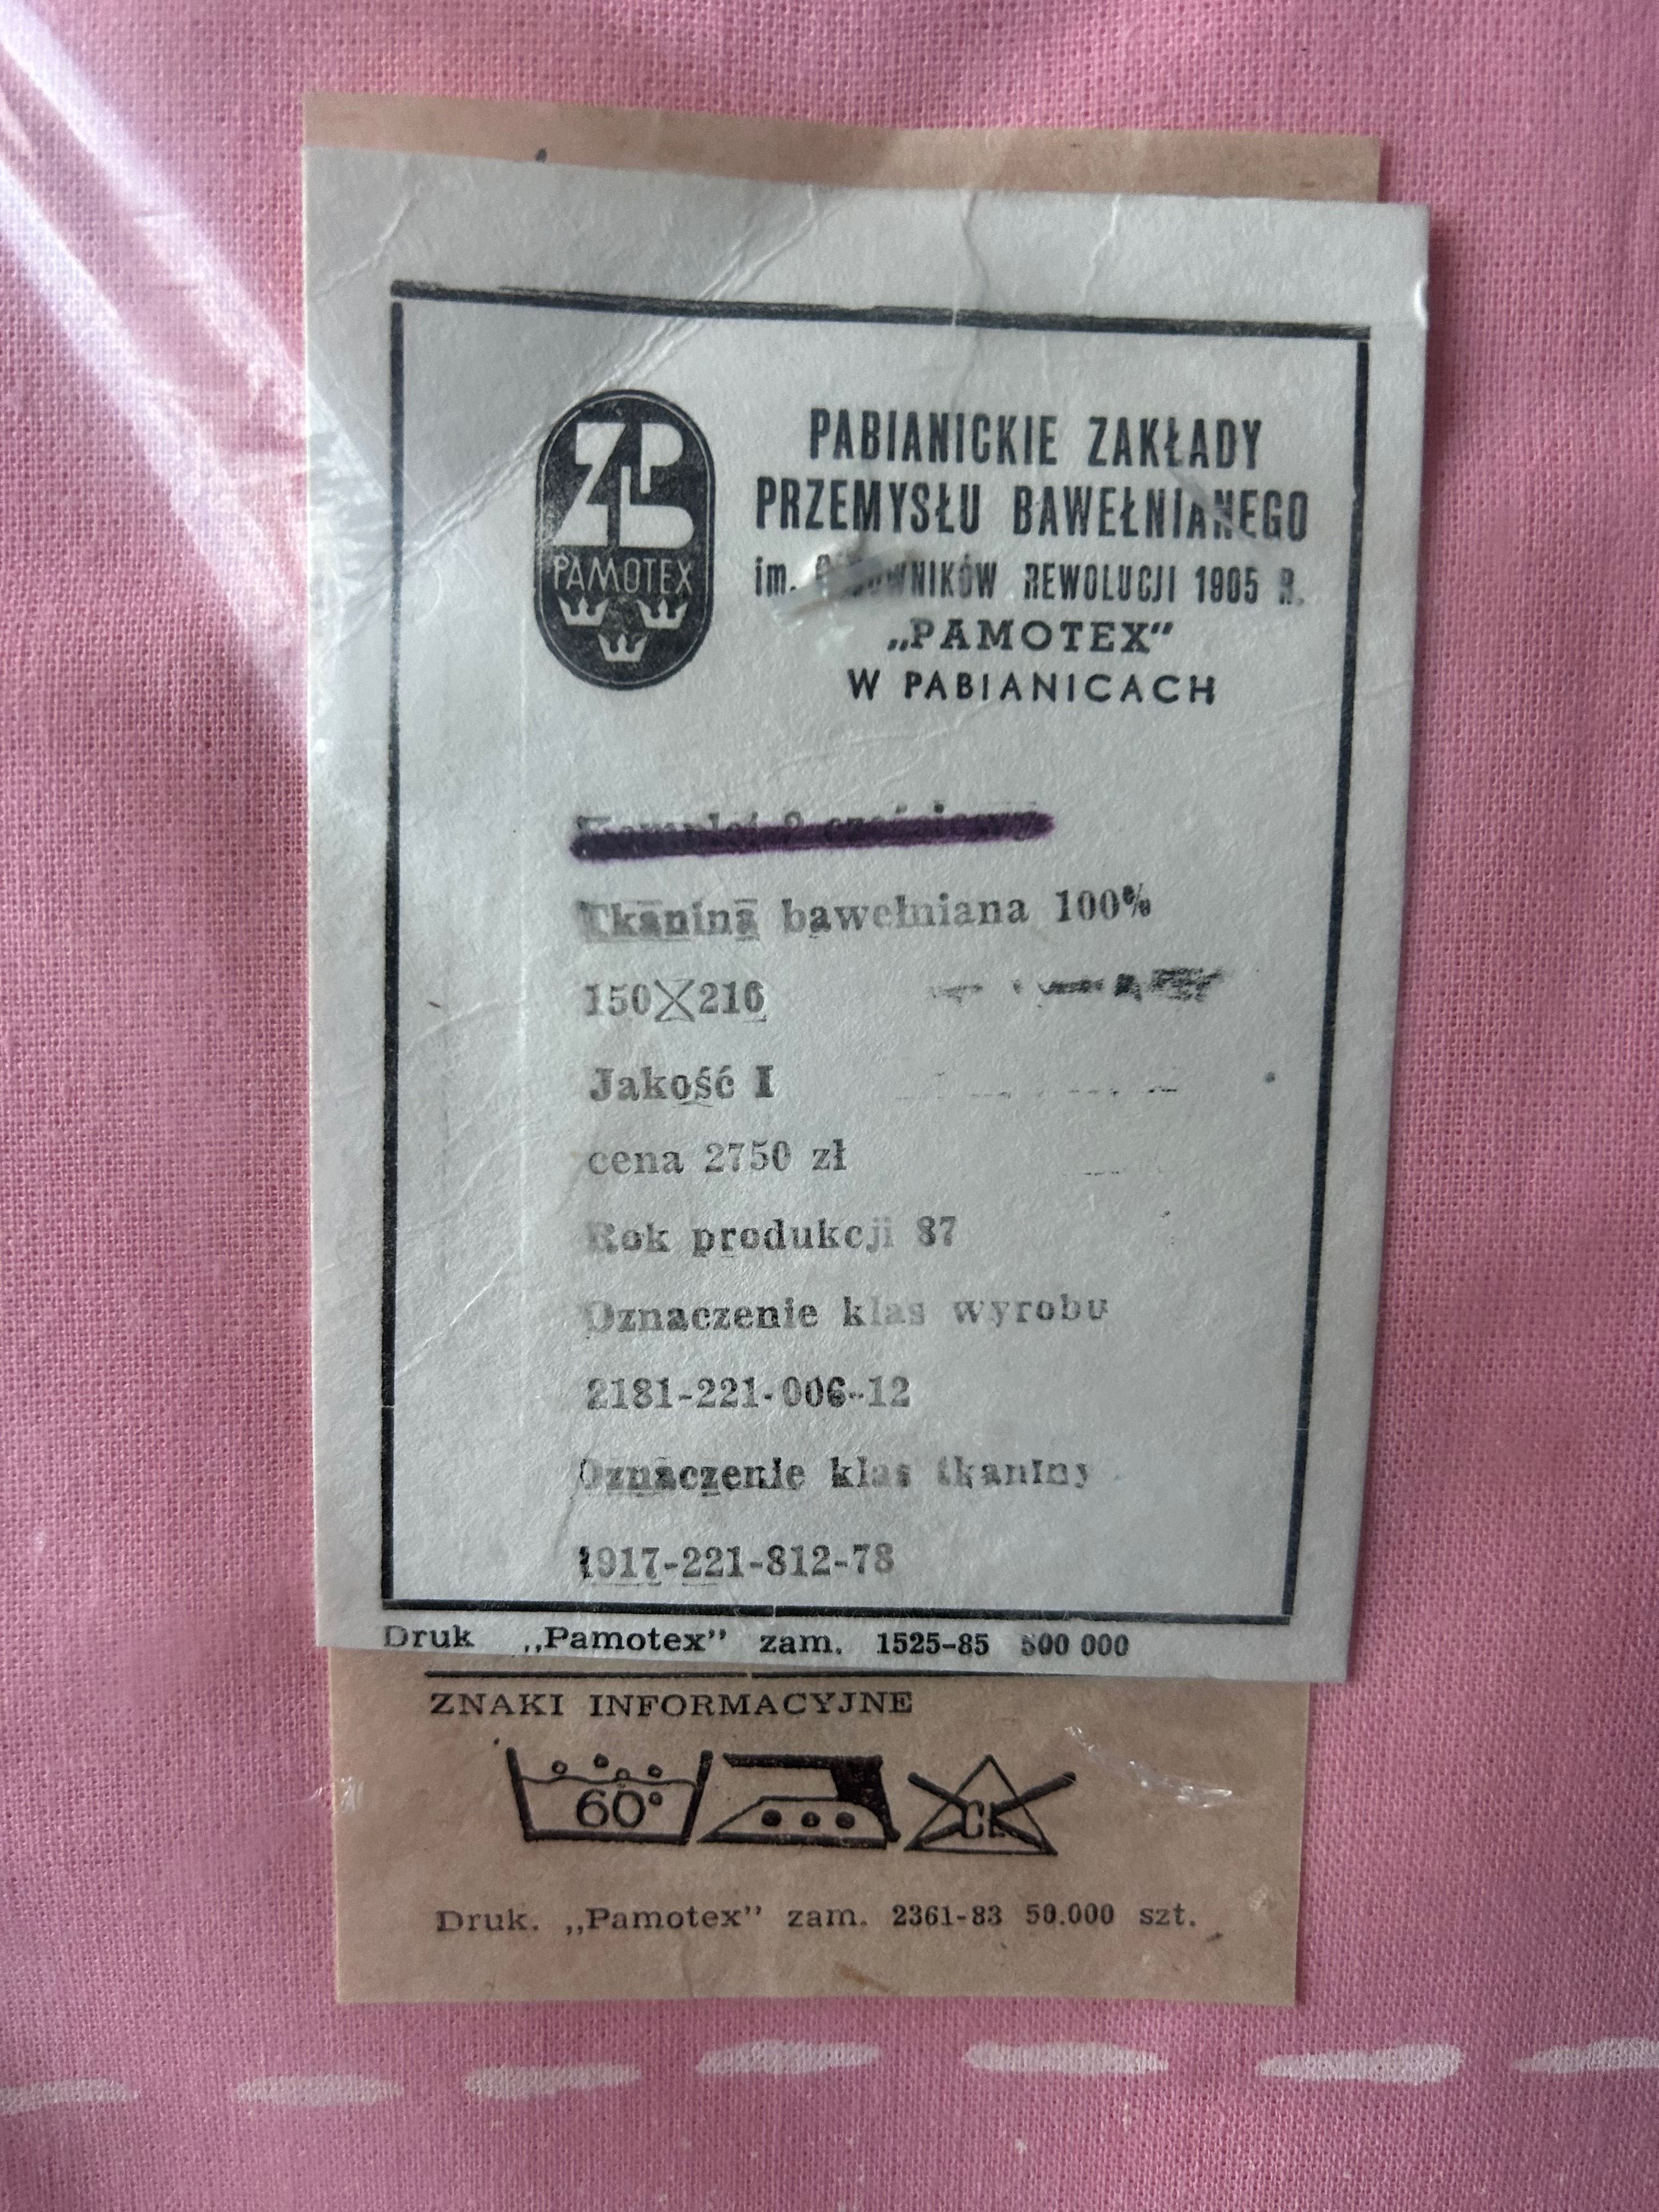 ZPB
PAMOTEX
PABIANICKIE ZAKŁADY
PRZEMYSŁU BAWEŁNIANEGO
im. REWOLUCJI 1905 R.
„PAMOTEX”
W PABIANICACH
Tkanina bawełniana 100%
150X216
Jakość I
cena 2750 zł
Rok produkcji 87
Oznaczenie klas wyrobu
2181-221-006-12
Oznaczenie klas tkaniny
1917-221-812-78
Druk „Pamotex” zam. 1525-85 500 000
ZNAKI INFORMACYJNE
60°
CL
Druk. „Pamotex” zam. 2361-83 50.000 szt.